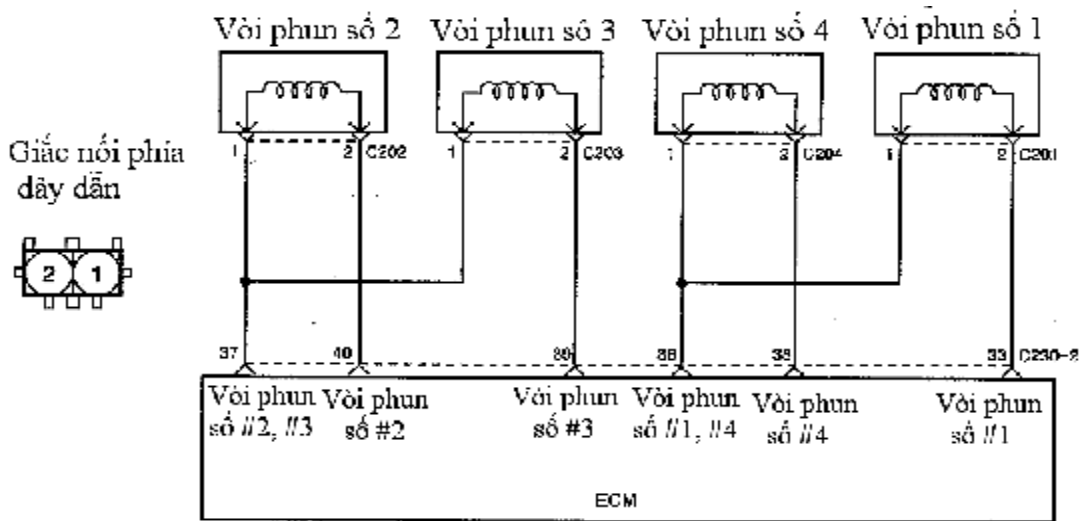 Vòi phun số 2 Vòi phun số 3 Vòi phun số 4 Vòi phun số 1
1 2 C202 1 2 C203 1 2 C204 1 2 C201
Giắc nối phía
dây dẫn
2 1
37 40 39 38 33 C230-2
Vòi phun
số #2, #3
Vòi phun
số #2
Vòi phun
số #3
Vòi phun
số #1, #4
Vòi phun
số #4
Vòi phun
số #1
ECM